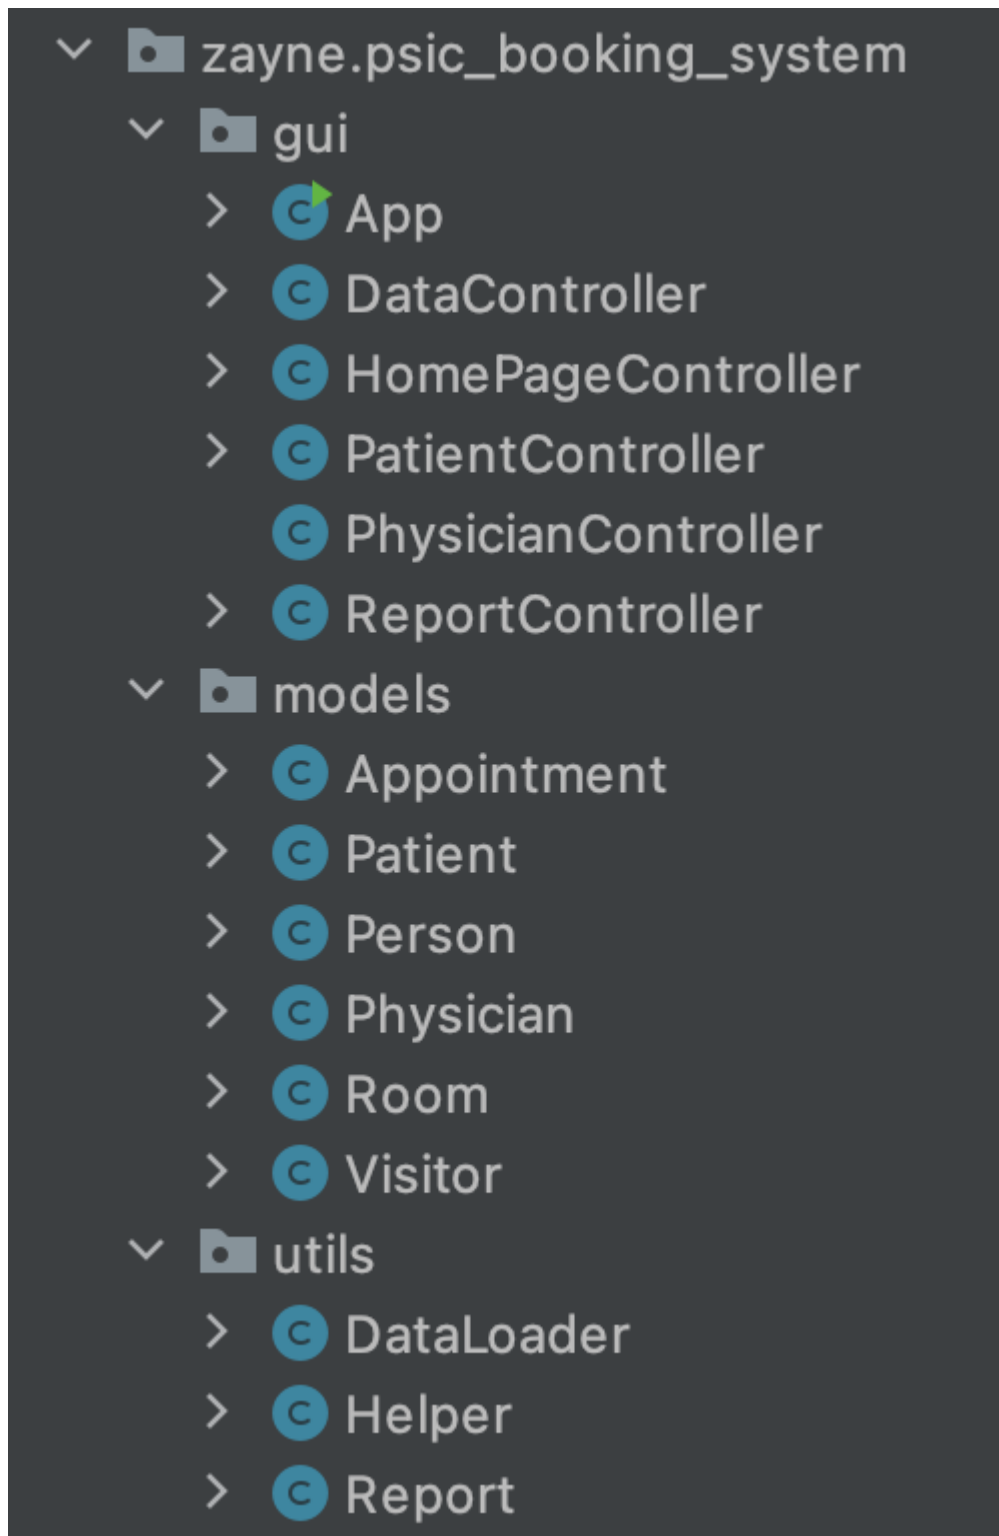 zayne.psic_booking_system
gui
C App
C DataController
C HomePageController
C PatientController
C PhysicianController
C ReportController
models
C Appointment
C Patient
C Person
C Physician
C Room
C Visitor
utils
C DataLoader
C Helper
C Report